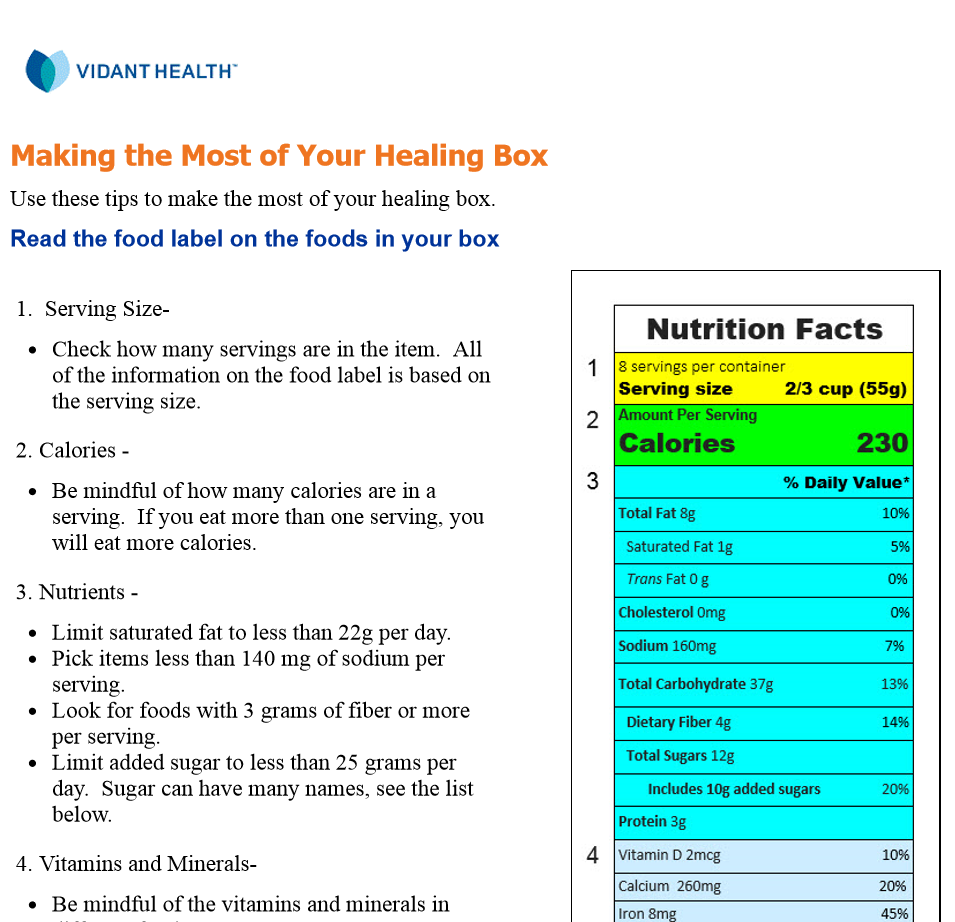 VIDANT HEALTH™
Making the Most of Your Healing Box
Use these tips to make the most of your healing box.
Read the food label on the foods in your box
1. Serving Size-
• Check how many servings are in the item. All
of the information on the food label is based on
the serving size.
2. Calories -
• Be mindful of how many calories are in a
serving. If you eat more than one serving, you
will eat more calories.
3. Nutrients -
• Limit saturated fat to less than 22g per day.
• Pick items less than 140 mg of sodium per
serving.
• Look for foods with 3 grams of fiber or more
per serving.
• Limit added sugar to less than 25 grams per
day. Sugar can have many names, see the list
below.
4. Vitamins and Minerals-
• Be mindful of the vitamins and minerals in
Nutrition Facts
1 8 servings per container
Serving size 2/3 cup (55g)
2 Amount Per Serving
Calories 230
3 % Daily Value*
Total Fat 8g 10%
Saturated Fat 1g 5%
Trans Fat 0 g 0%
Cholesterol 0mg 0%
Sodium 160mg 7%
Total Carbohydrate 37g 13%
Dietary Fiber 4g 14%
Total Sugars 12g
Includes 10g added sugars 20%
Protein 3g
4 Vitamin D 2mcg 10%
Calcium 260mg 20%
Iron 8mg 45%